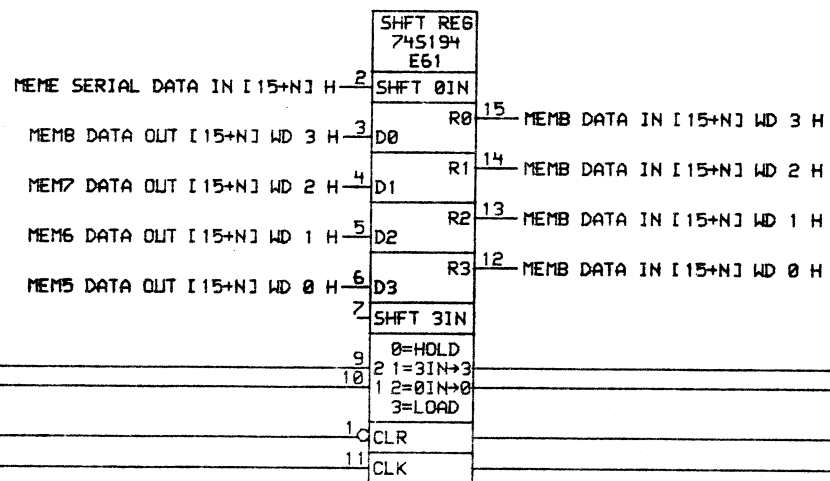 SHFT REG
74S194
E61
MEME SERIAL DATA IN [15+N] H 2 SHFT 0IN
R0 15 MEMB DATA IN [15+N] WD 3 H
MEM8 DATA OUT [15+N] WD 3 H 3 D0
R1 14 MEMB DATA IN [15+N] WD 2 H
MEM7 DATA OUT [15+N] WD 2 H 4 D1
R2 13 MEMB DATA IN [15+N] WD 1 H
MEM6 DATA OUT [15+N] WD 1 H 5 D2
R3 12 MEMB DATA IN [15+N] WD 0 H
MEM5 DATA OUT [15+N] WD 0 H 6 D3
7 SHFT 3IN
0=HOLD
9 2 1=3IN→3
10 1 2=0IN→0
3=LOAD
1 CLR
11 CLK